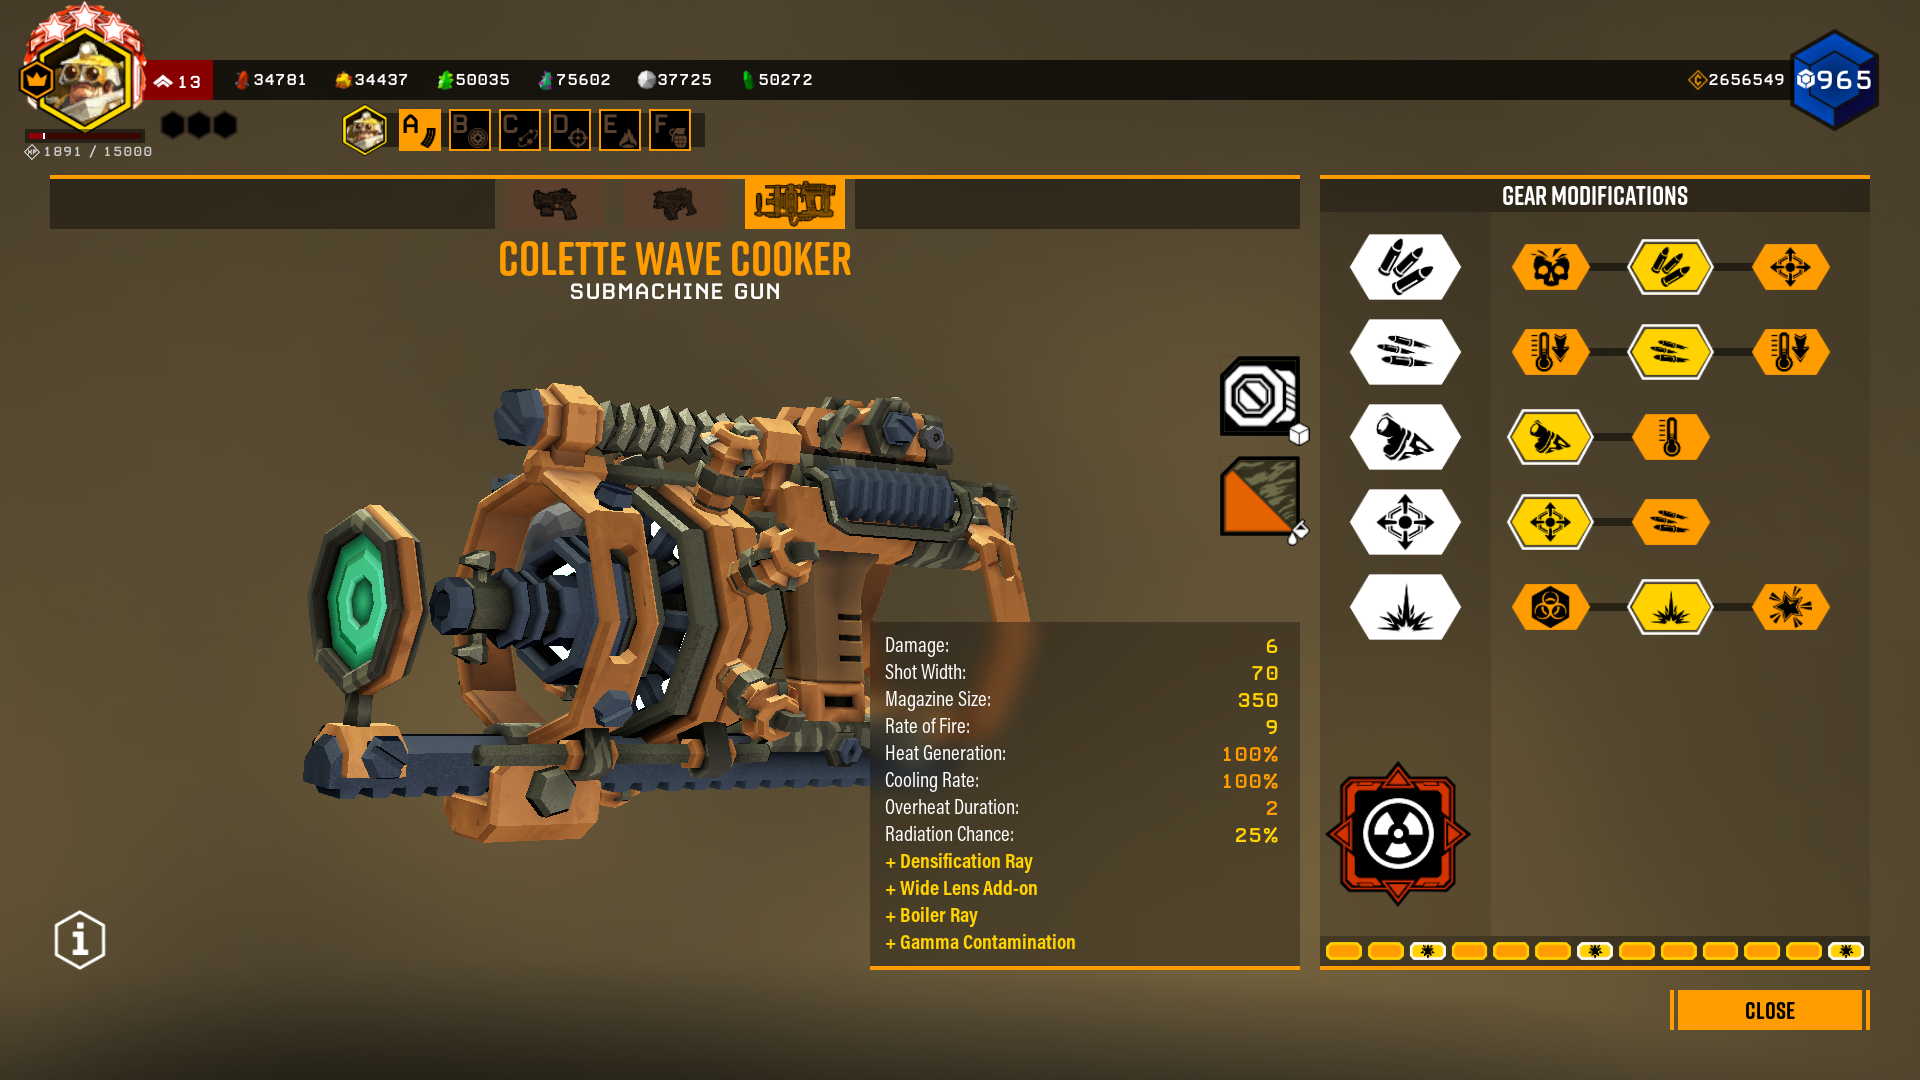 13
34781
34437
50035
75602
37725
50272
2656549
965
1891 / 15000
A
B
C
D
E
F
COLETTE WAVE COOKER
SUBMACHINE GUN
GEAR MODIFICATIONS
Damage: 6
Shot Width: 70
Magazine Size: 350
Rate of Fire: 9
Heat Generation: 100%
Cooling Rate: 100%
Overheat Duration: 2
Radiation Chance: 25%
+ Densification Ray
+ Wide Lens Add-on
+ Boiler Ray
+ Gamma Contamination
CLOSE